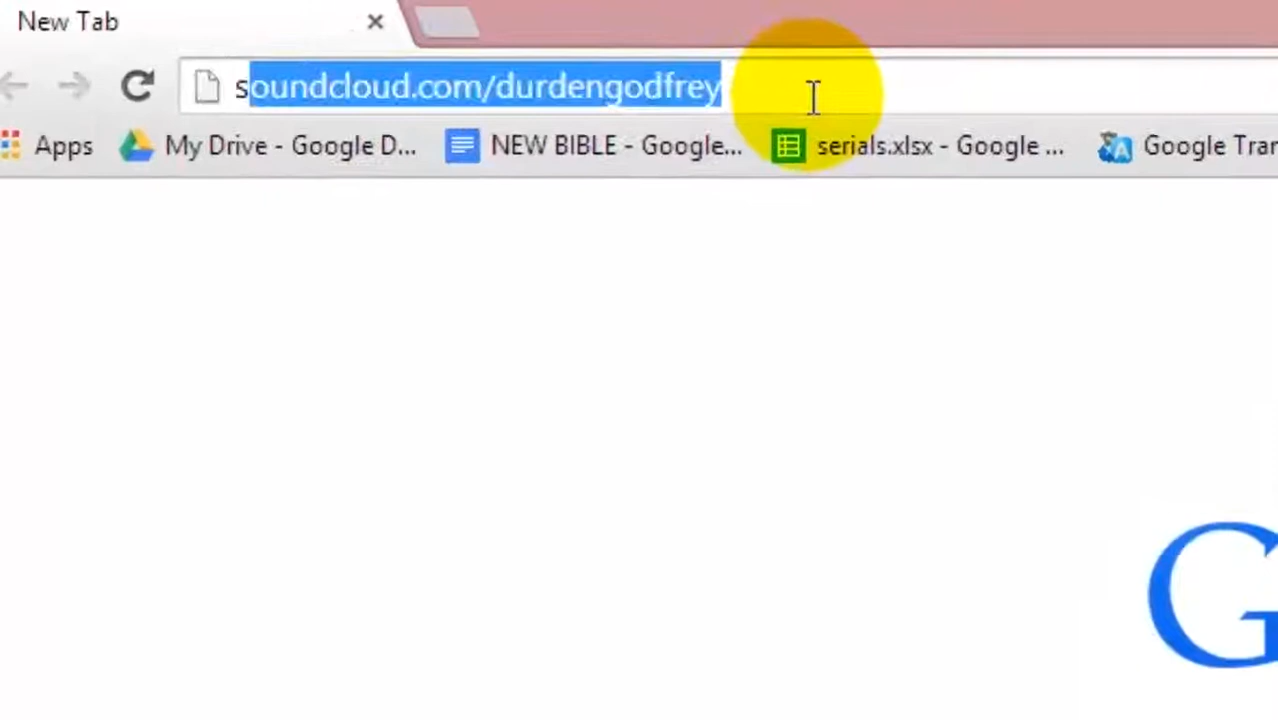 New Tab
soundcloud.com/durdengodfrey
Apps My Drive - Google D... NEW BIBLE - Google... serials.xlsx - Google ... Google Tran
G